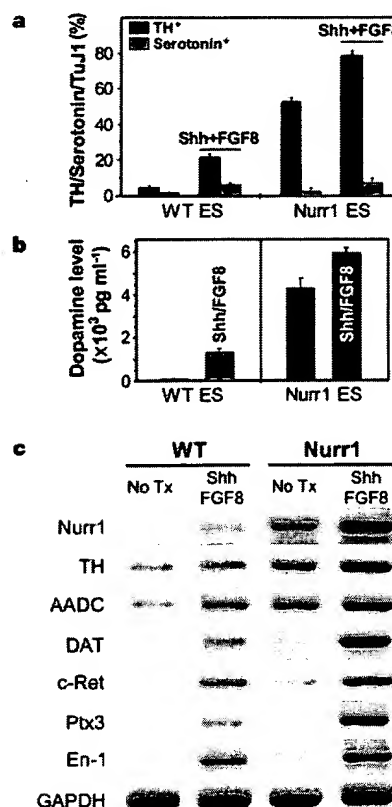 a
TH/Serotonin/TuJ1 (%)
80
60
40
20
0
TH+
Serotonin+
Shh+FGF8
Shh+FGF
WT ES
Nurr1 ES
b
Dopamine level
(x10³ pg ml⁻¹)
6
4
2
0
Shh/FGF8
Shh/FGF8
WT ES
Nurr1 ES
c
WT
Nurr1
No Tx
Shh
FGF8
No Tx
Shh
FGF8
Nurr1
TH
AADC
DAT
c-Ret
Ptx3
En-1
GAPDH